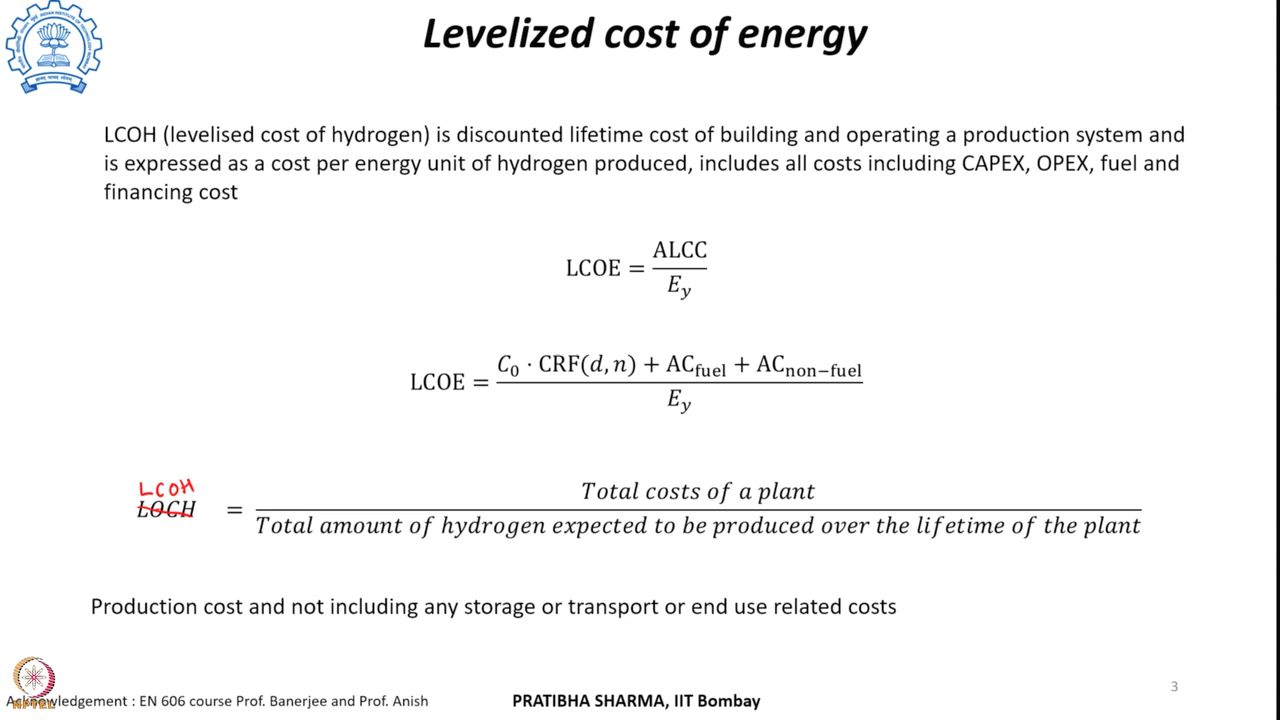 Levelized cost of energy
LCOH (levelised cost of hydrogen) is discounted lifetime cost of building and operating a production system and
is expressed as a cost per energy unit of hydrogen produced, includes all costs including CAPEX, OPEX, fuel and
financing cost
LCOE = ALCC / E_y
LCOE = C_0 · CRF(d, n) + AC_fuel + AC_non−fuel / E_y
LCOH
LOCH = Total costs of a plant / Total amount of hydrogen expected to be produced over the lifetime of the plant
Production cost and not including any storage or transport or end use related costs
3
NPTEL
Acknowledgement : EN 606 course Prof. Banerjee and Prof. Anish
PRATIBHA SHARMA, IIT Bombay